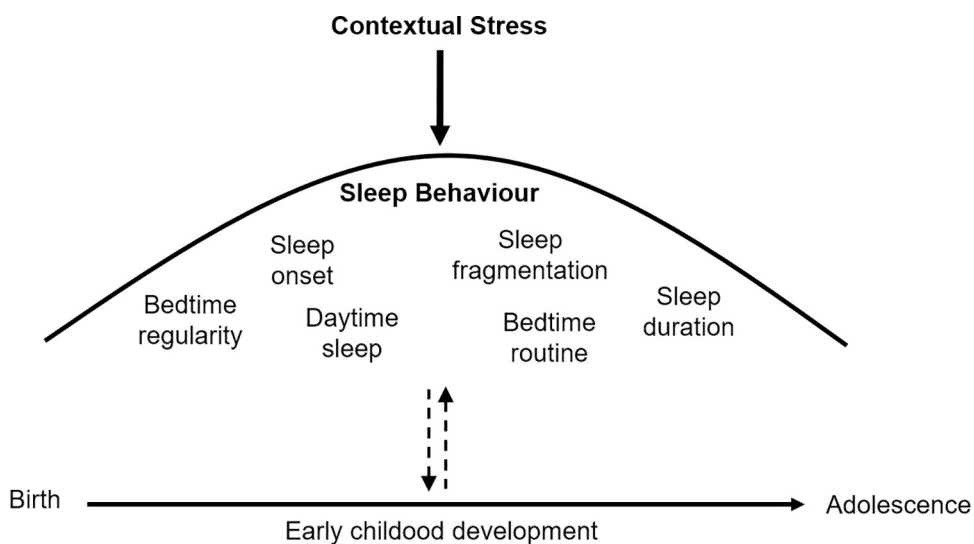 Contextual Stress
Sleep Behaviour
Sleep
onset
Sleep
fragmentation
Bedtime
regularity
Daytime
sleep
Bedtime
routine
Sleep
duration
Birth
Adolescence
Early childood development